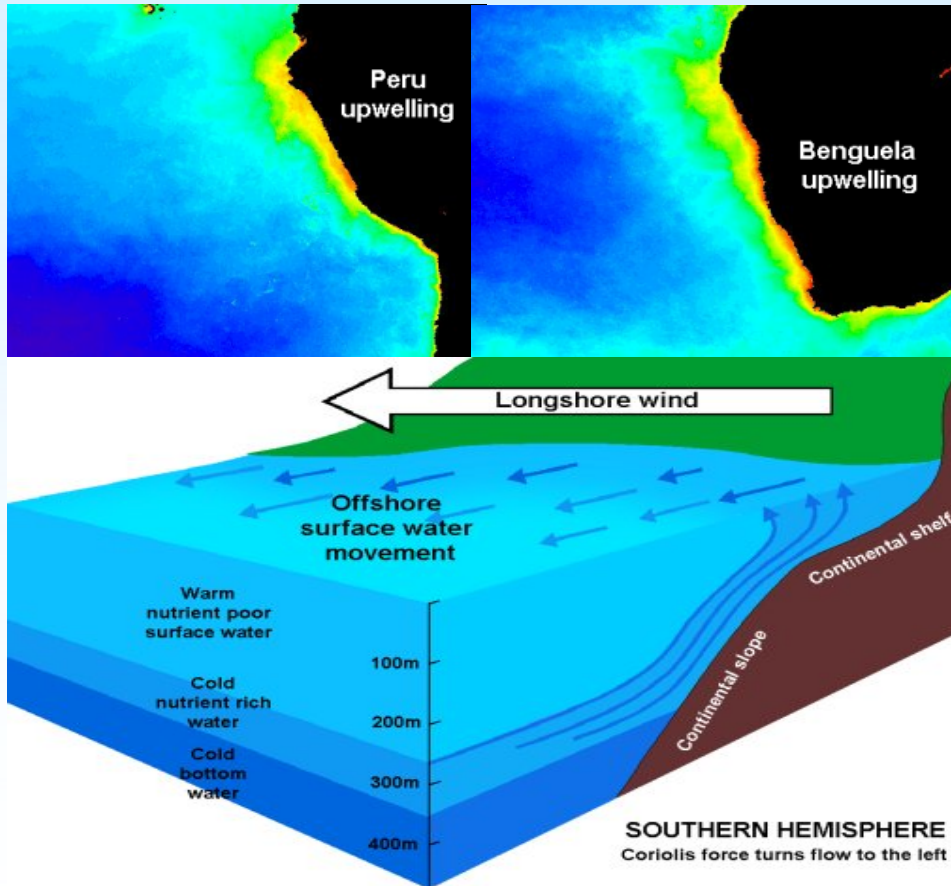 Peru
upwelling
Benguela
upwelling
Longshore wind
Offshore
surface water
movement
Warm
nutrient poor
surface water
Cold
nutrient rich
water
Cold
bottom
water
100m
200m
300m
400m
Continental shelf
Continental slope
SOUTHERN HEMISPHERE
Coriolis force turns flow to the left